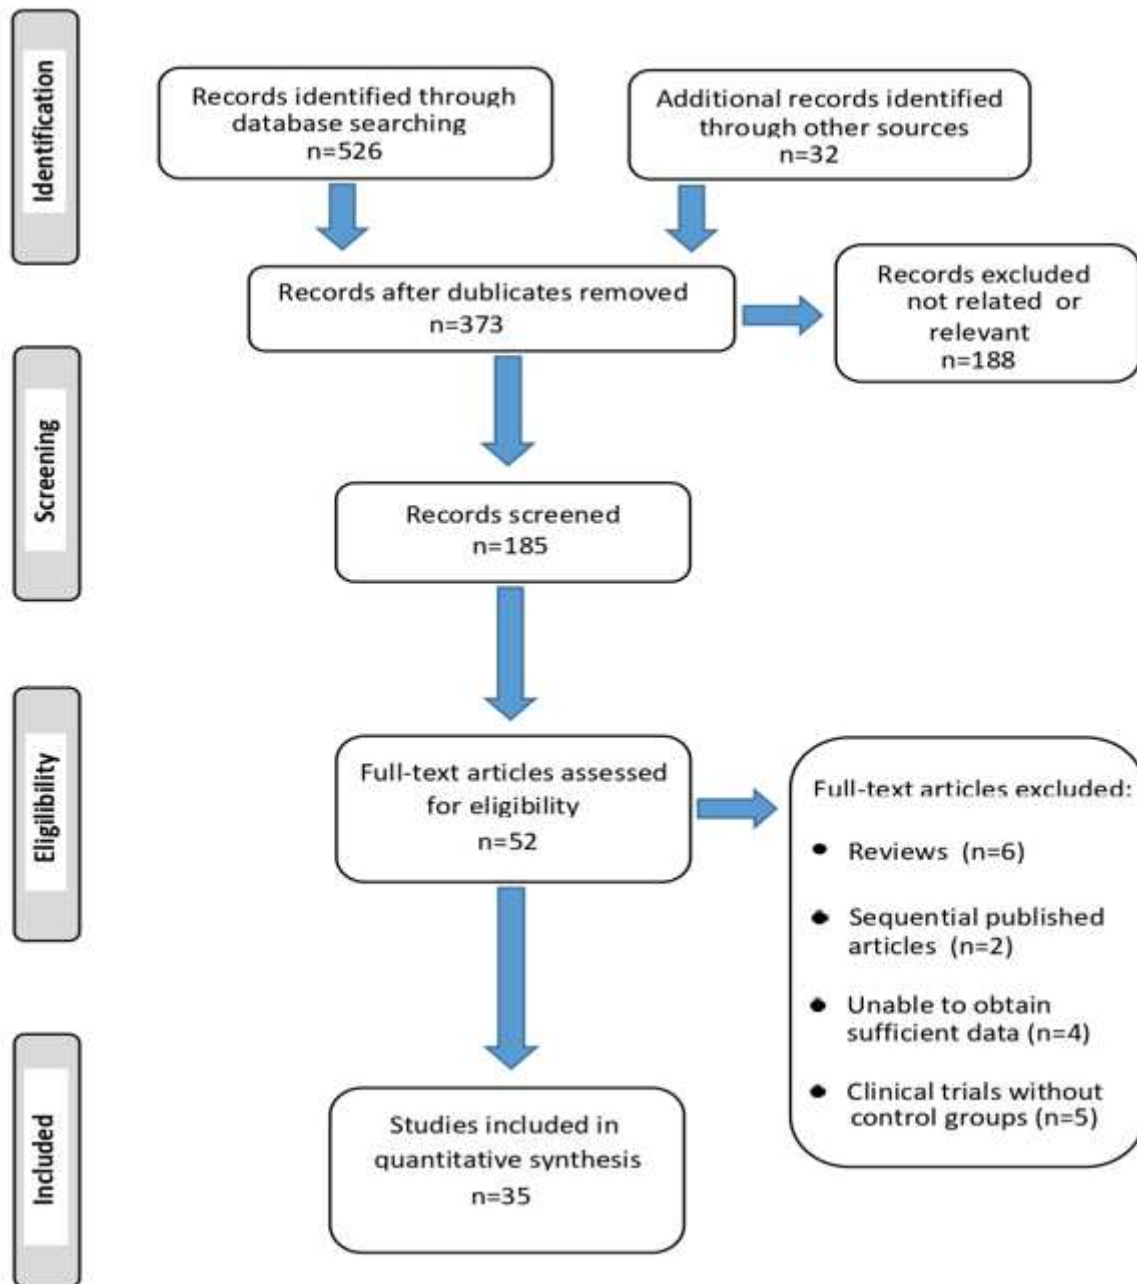 Identification
Records identified through
database searching
n=526
Additional records identified
through other sources
n=32
Records after dublicates removed
n=373
Records excluded
not related or
relevant
n=188
Screening
Records screened
n=185
Eligilibility
Full-text articles assessed
for eligibility
n=52
Full-text articles excluded:
Reviews (n=6)
Sequential published
articles (n=2)
Unable to obtain
sufficient data (n=4)
Clinical trials without
control groups (n=5)
Included
Studies included in
quantitative synthesis
n=35